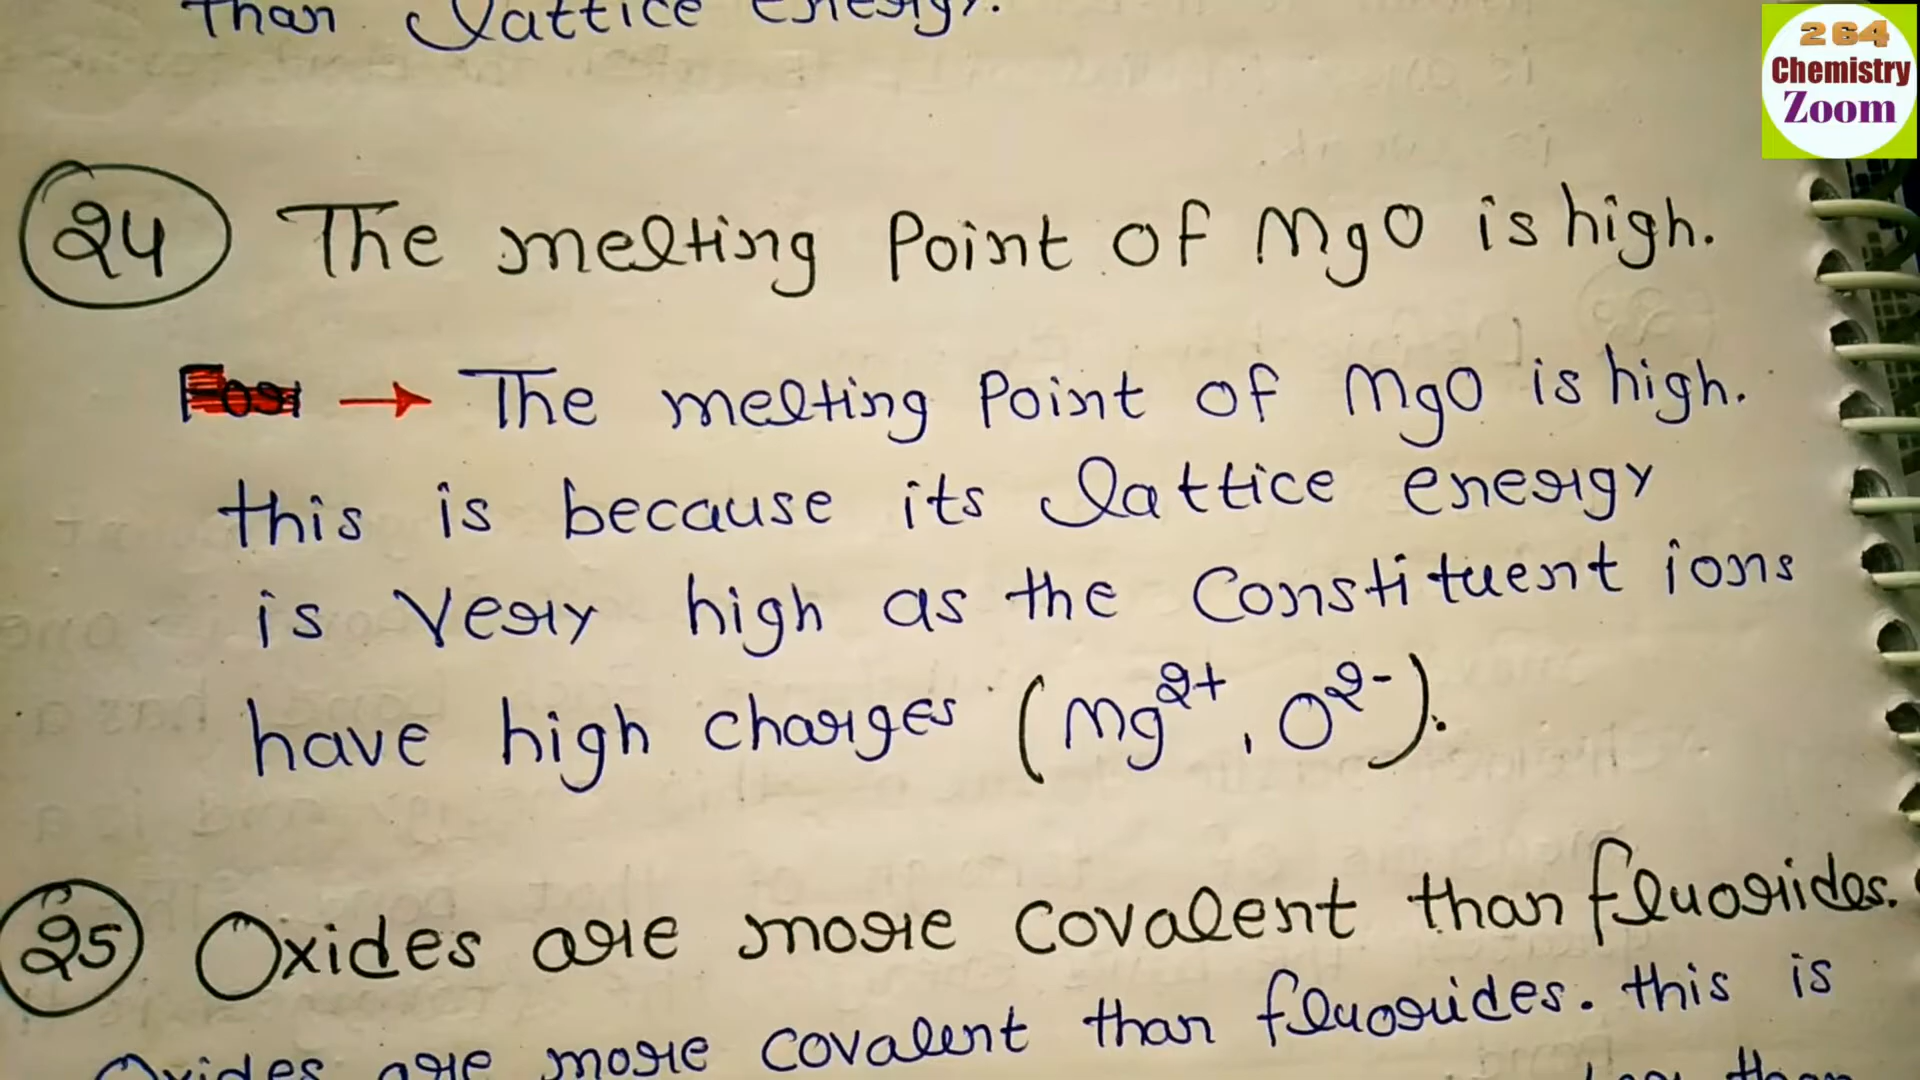 than lattice energy.
264
Chemistry
Zoom
24 The melting Point of MgO is high.
→ The melting Point of MgO is high.
this is because its lattice energy
is very high as the Constituent ions
have high charges (Mg²⁺, O²⁻).
25 Oxides are more covalent than fluorides.
Oxides are more covalent than fluorides. this is
than